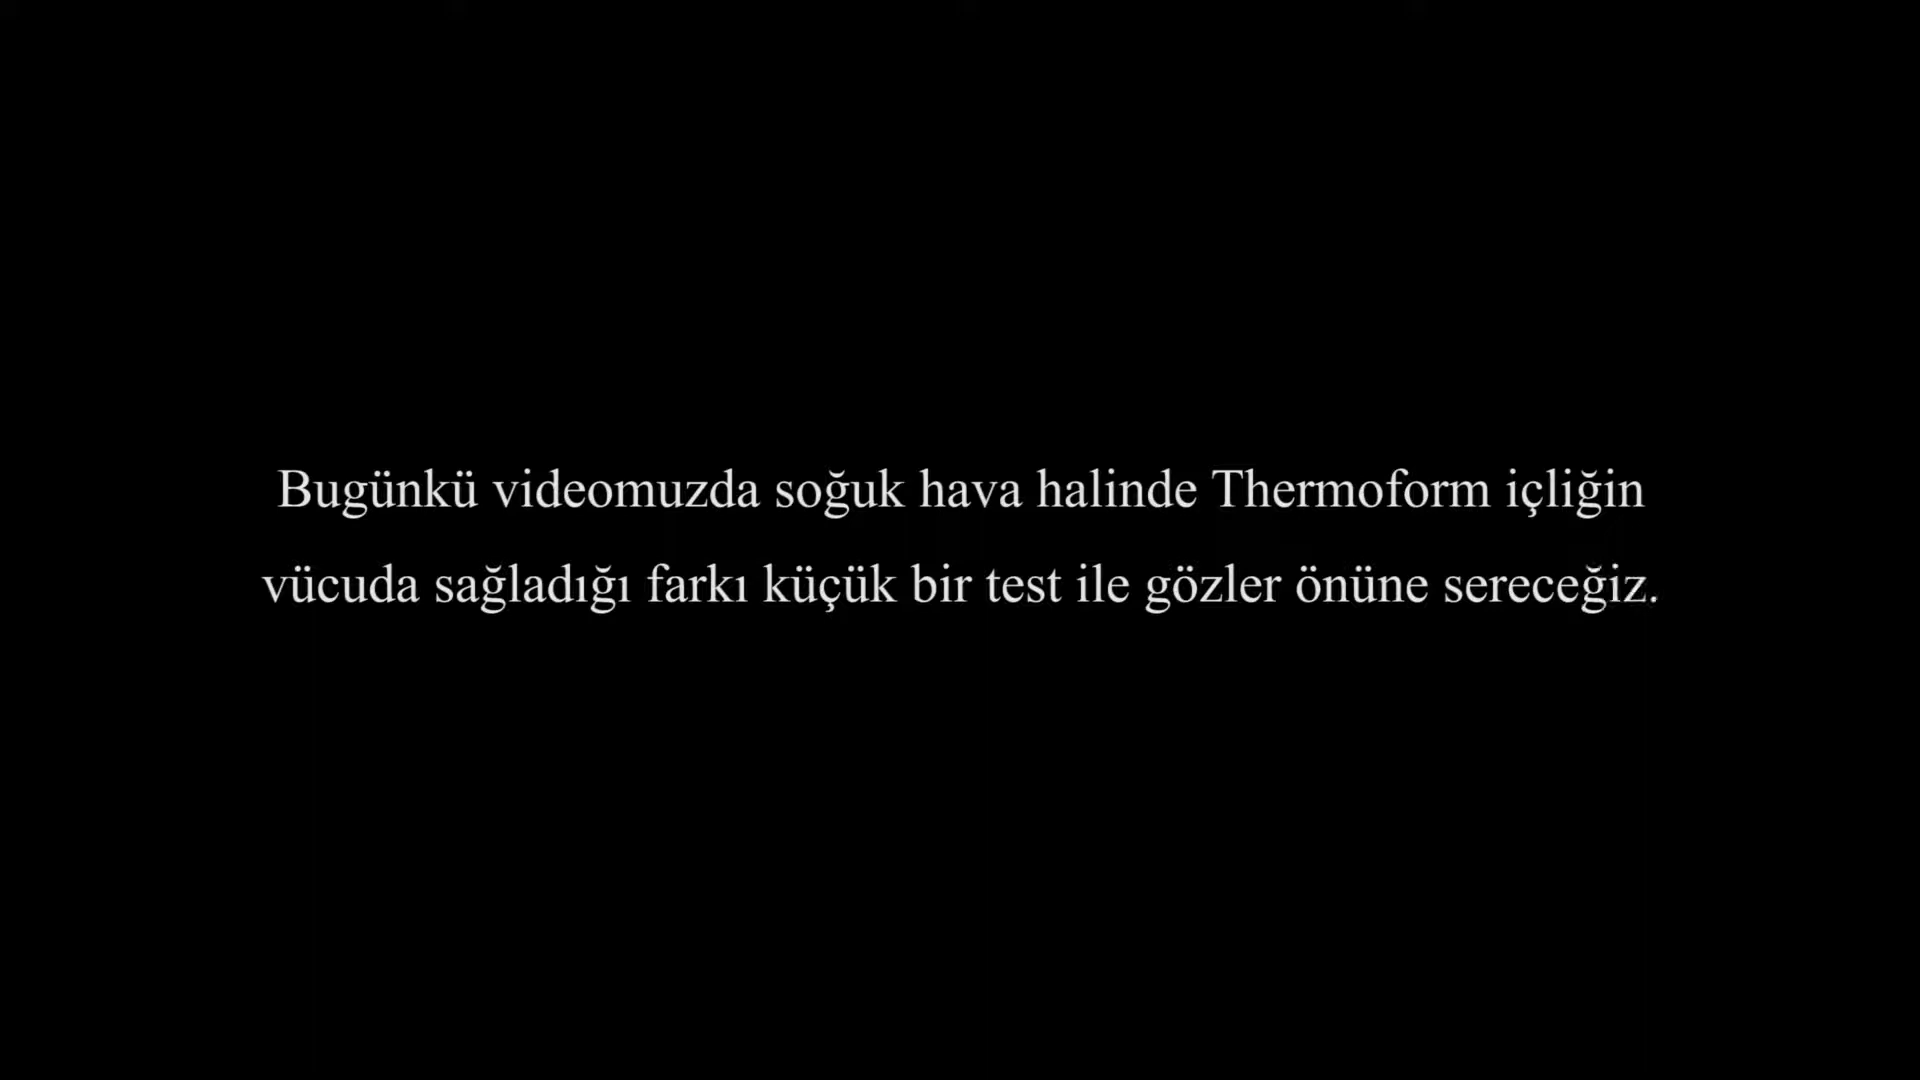 Bugünkü videomuzda soğuk hava halinde Thermoform içliğin
vücuda sağladığı farkı küçük bir test ile gözler önüne sereceğiz.